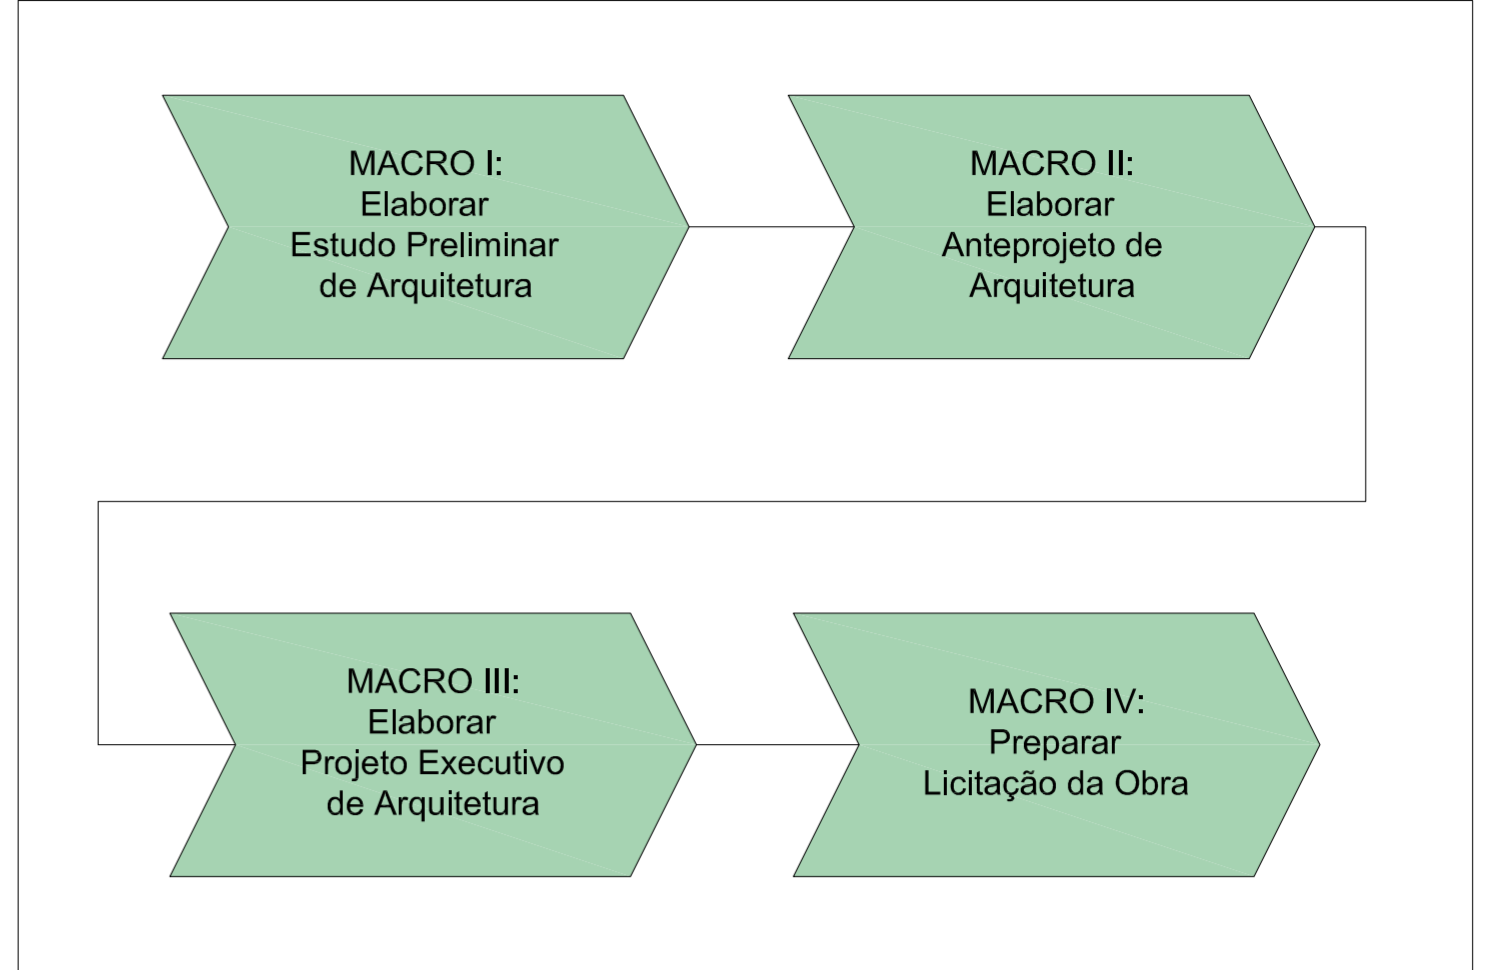 MACRO I:
Elaborar
Estudo Preliminar
de Arquitetura
MACRO II:
Elaborar
Anteprojeto de
Arquitetura
MACRO III:
Elaborar
Projeto Executivo
de Arquitetura
MACRO IV:
Preparar
Licitação da Obra